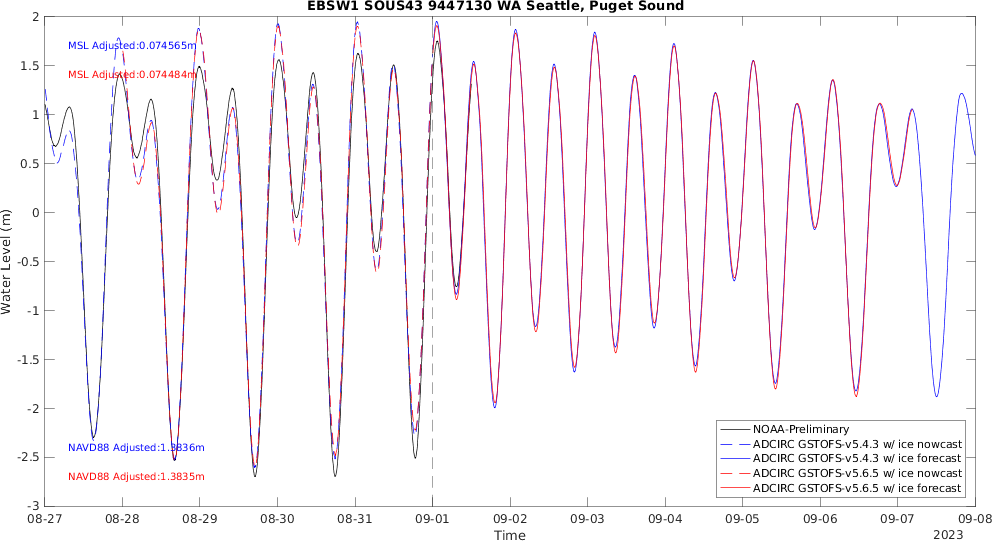 EBSW1 SOUS43 9447130 WA Seattle, Puget Sound
2
1.5
1
0.5
0
-0.5
-1
-1.5
-2
-2.5
-3
Water Level (m)
MSL Adjusted:0.074565m
MSL Adjusted:0.074484m
NAVD88 Adjusted:1.3836m
NAVD88 Adjusted:1.3835m
NOAA-Preliminary
ADCIRC GSTOFS-v5.4.3 w/ ice nowcast
ADCIRC GSTOFS-v5.4.3 w/ ice forecast
ADCIRC GSTOFS-v5.6.5 w/ ice nowcast
ADCIRC GSTOFS-v5.6.5 w/ ice forecast
08-27 08-28 08-29 08-30 08-31 09-01 09-02 09-03 09-04 09-05 09-06 09-07 09-08
Time
2023